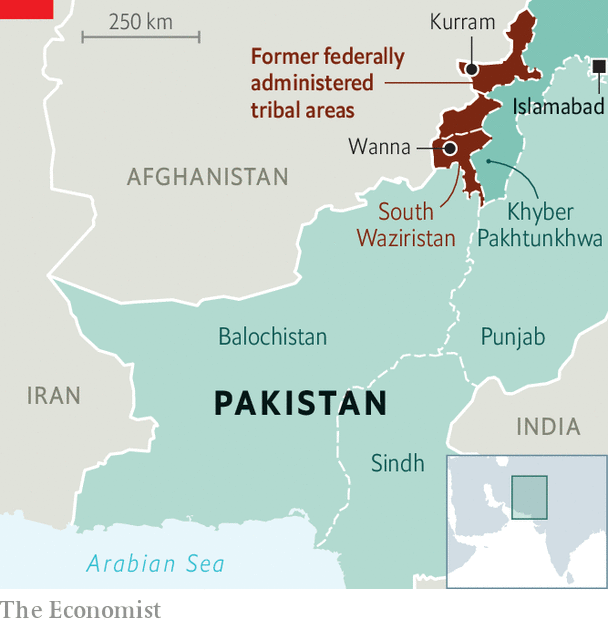 250 km
Kurram
Former federally
administered
tribal areas
Islamabad
Wanna
AFGHANISTAN
South
Waziristan
Khyber
Pakhtunkhwa
Balochistan
Punjab
IRAN
PAKISTAN
INDIA
Sindh
Arabian Sea
The Economist